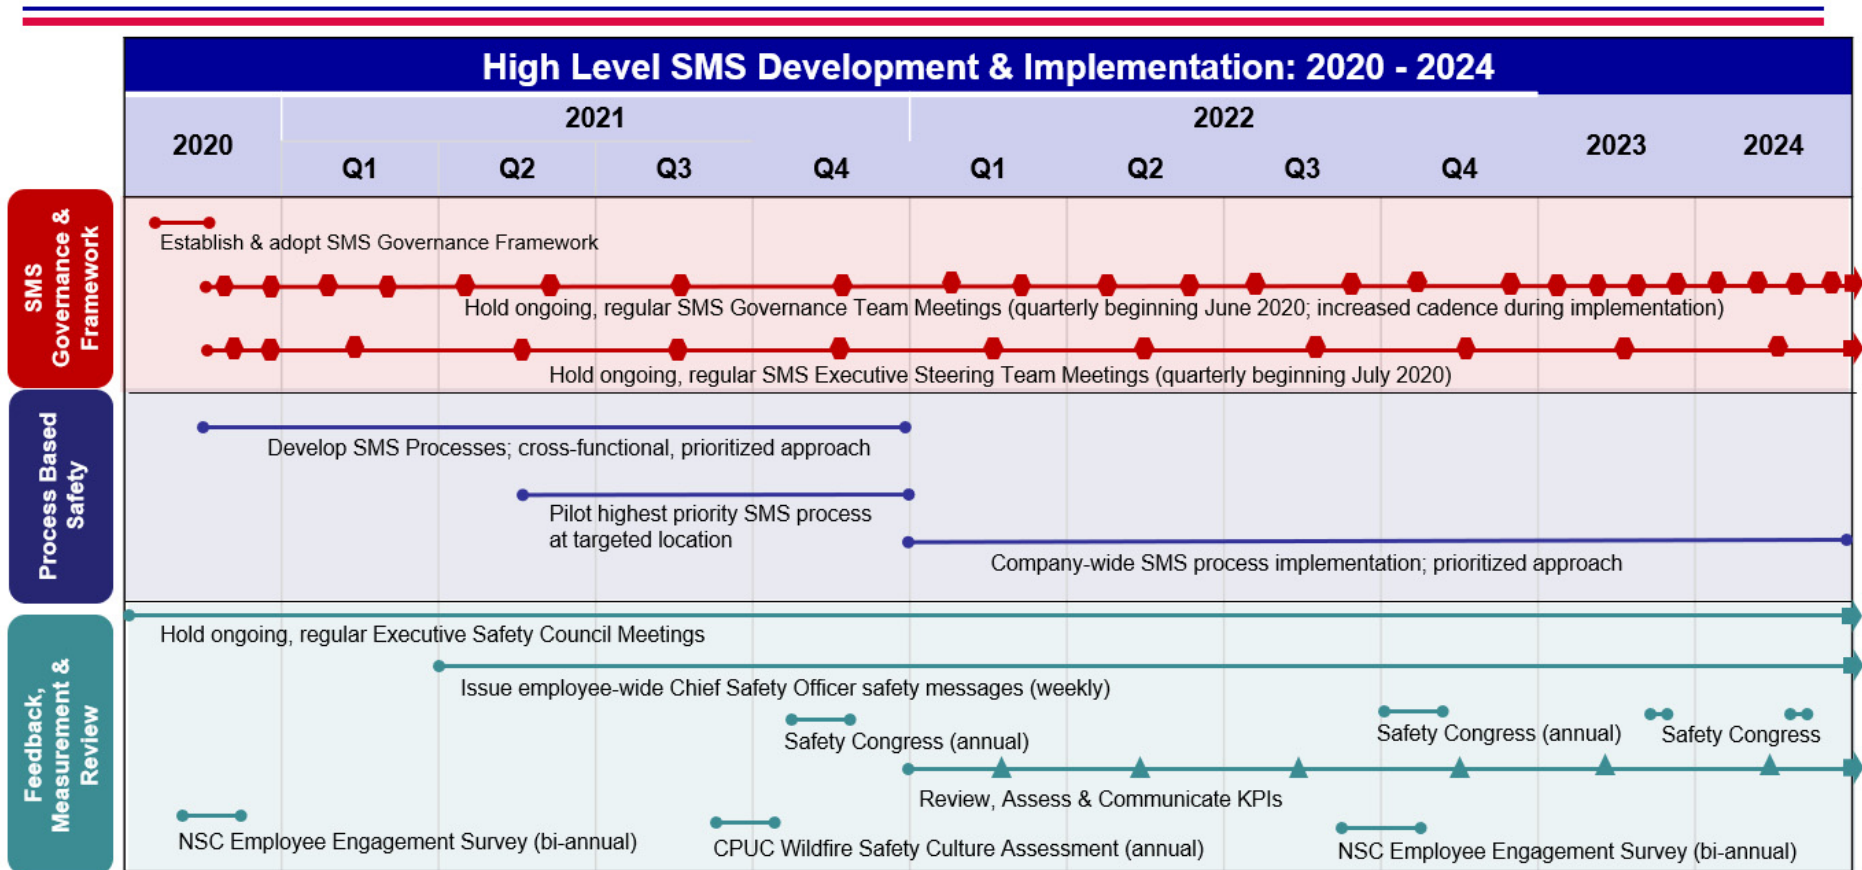 High Level SMS Development & Implementation: 2020 - 2024
2020
2021
2022
2023
2024
Q1
Q2
Q3
Q4
Q1
Q2
Q3
Q4
SMS
Governance &
Framework
Establish & adopt SMS Governance Framework
Hold ongoing, regular SMS Governance Team Meetings (quarterly beginning June 2020; increased cadence during implementation)
Hold ongoing, regular SMS Executive Steering Team Meetings (quarterly beginning July 2020)
Process Based
Safety
Develop SMS Processes; cross-functional, prioritized approach
Pilot highest priority SMS process
at targeted location
Company-wide SMS process implementation; prioritized approach
Feedback,
Measurement &
Review
Hold ongoing, regular Executive Safety Council Meetings
Issue employee-wide Chief Safety Officer safety messages (weekly)
Safety Congress (annual)
Safety Congress (annual)
Safety Congress
Review, Assess & Communicate KPIs
NSC Employee Engagement Survey (bi-annual)
CPUC Wildfire Safety Culture Assessment (annual)
NSC Employee Engagement Survey (bi-annual)